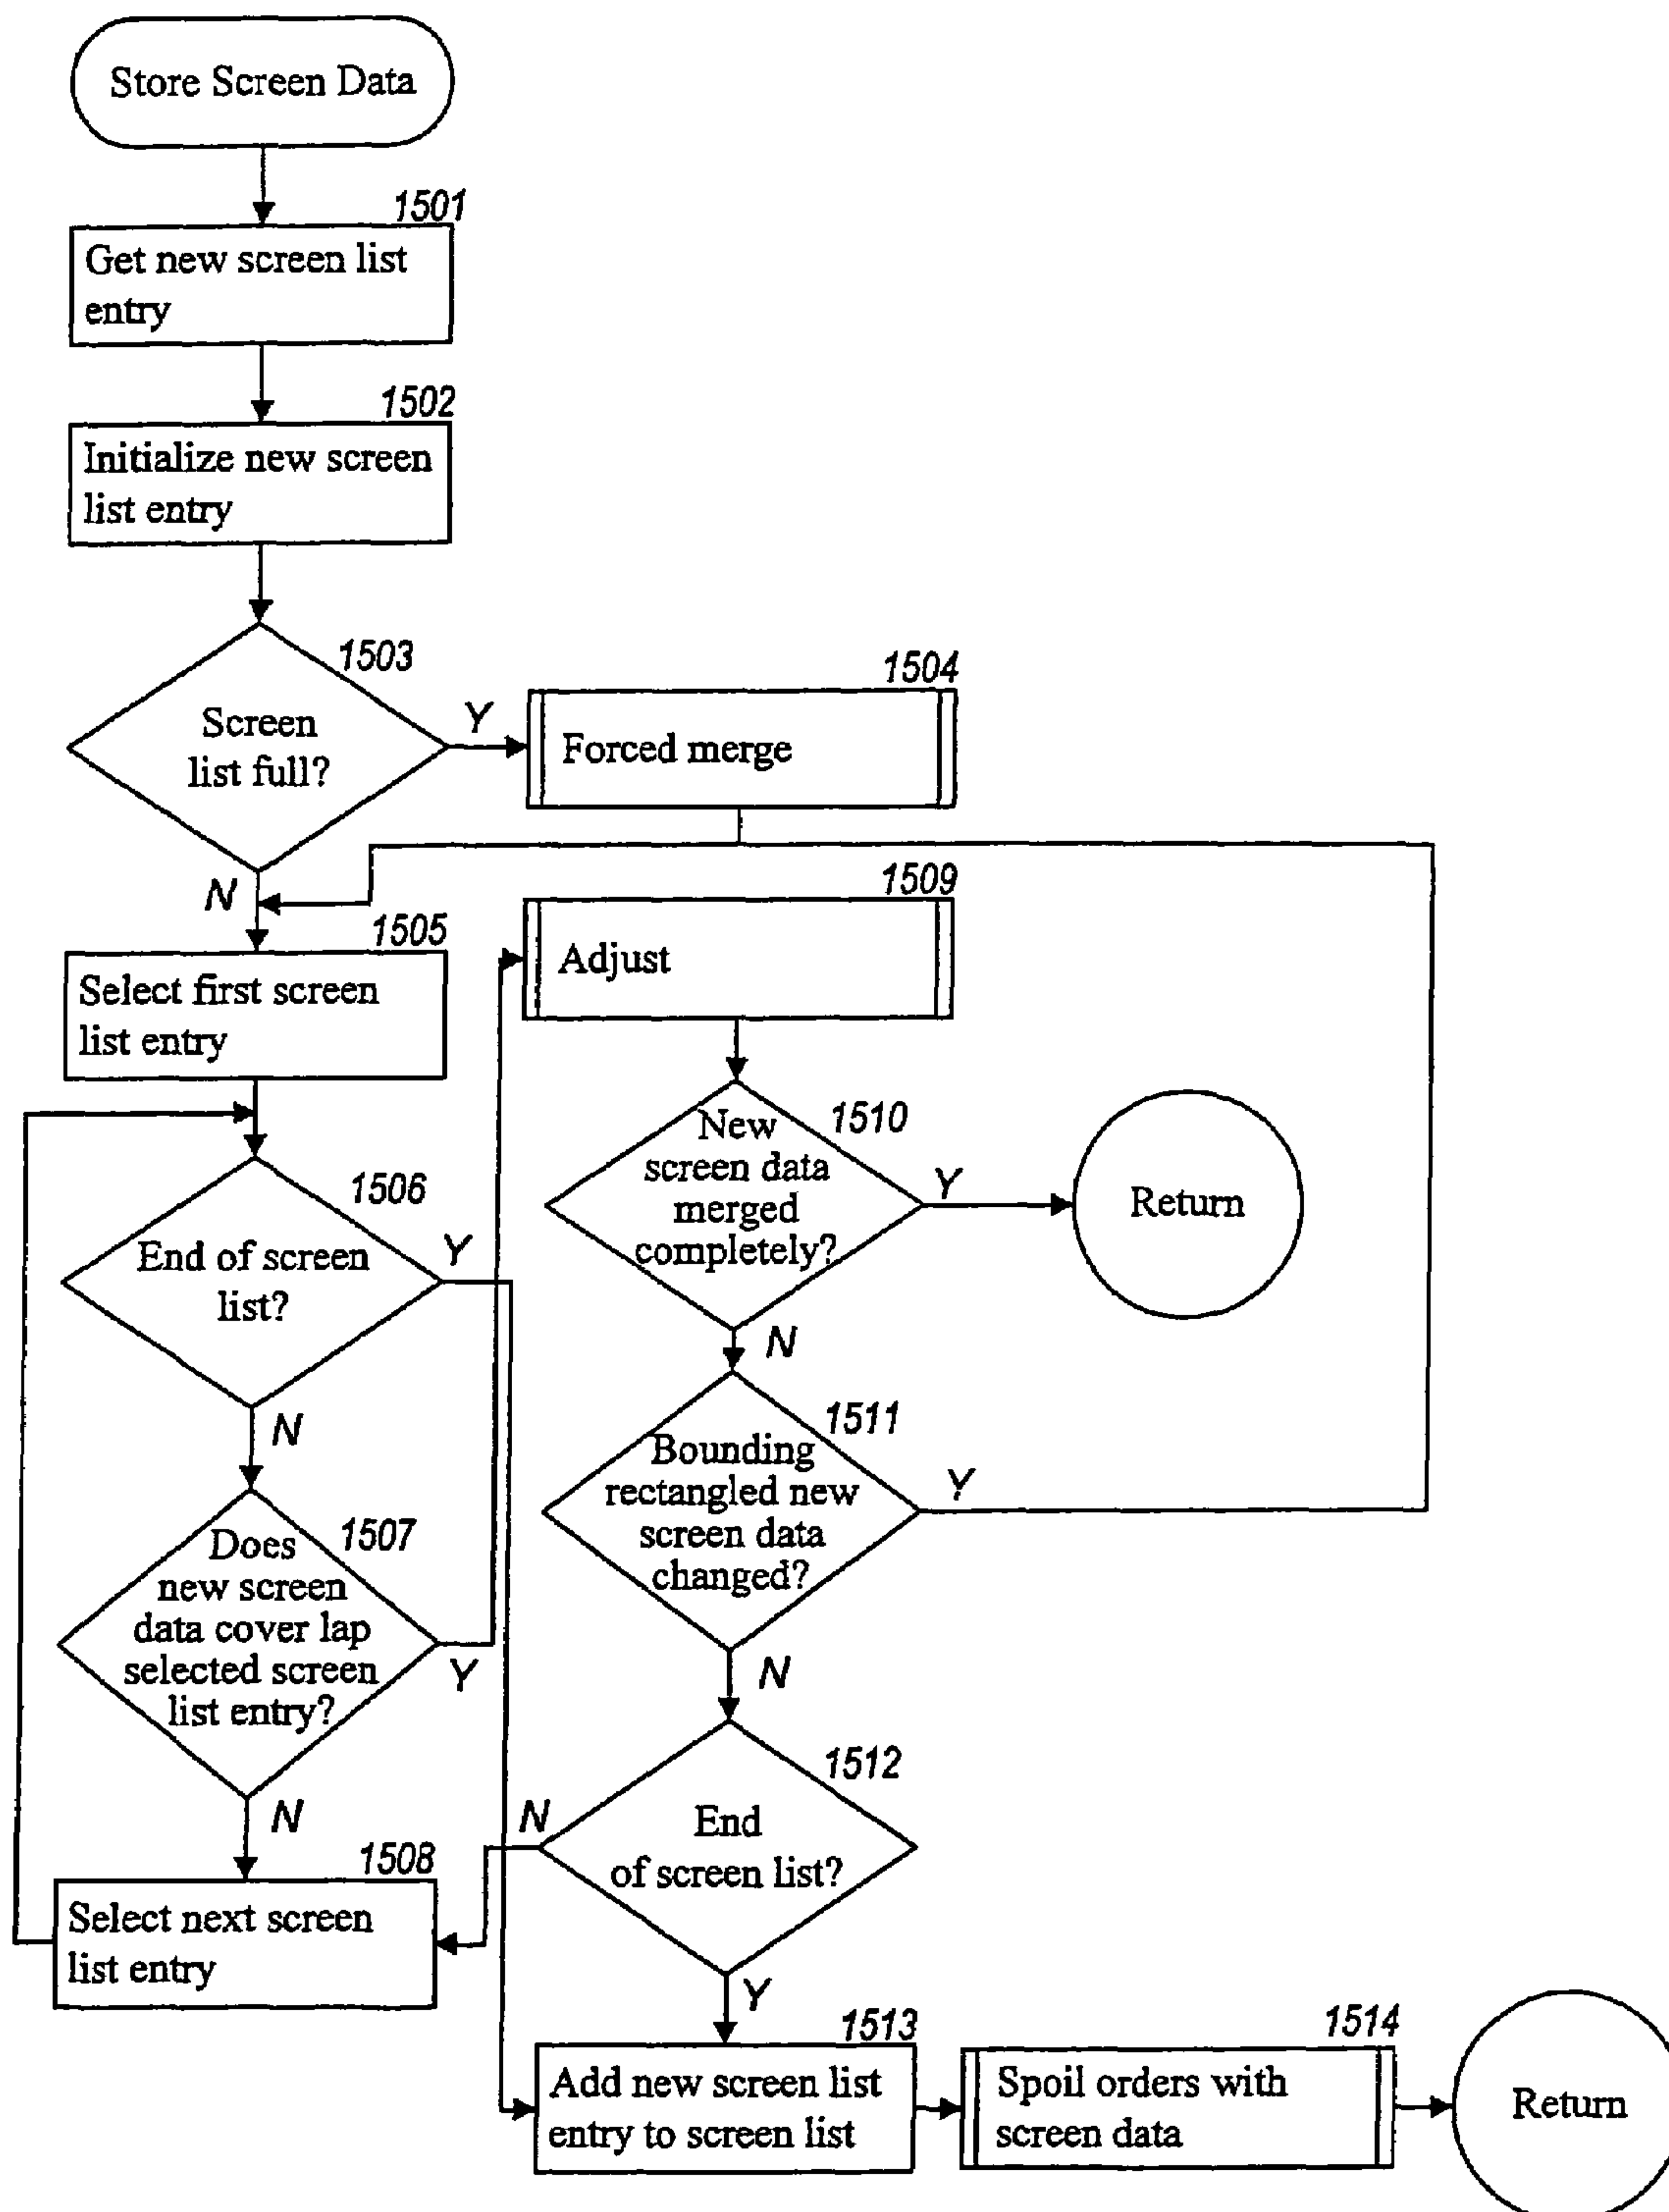 Store Screen Data
1501
Get new screen list
entry
1502
Initialize new screen
list entry
1503
Screen
list full?
Y
N
1504
Forced merge
1505
Select first screen
list entry
1506
End of screen
list?
Y
N
1507
Does
new screen
data cover lap
selected screen
list entry?
Y
N
1508
Select next screen
list entry
1509
Adjust
1510
New
screen data
merged
completely?
Y
N
Return
1511
Bounding
rectangled new
screen data
changed?
Y
N
1512
End
of screen list?
N
Y
1513
Add new screen list
entry to screen list
1514
Spoil orders with
screen data
Return